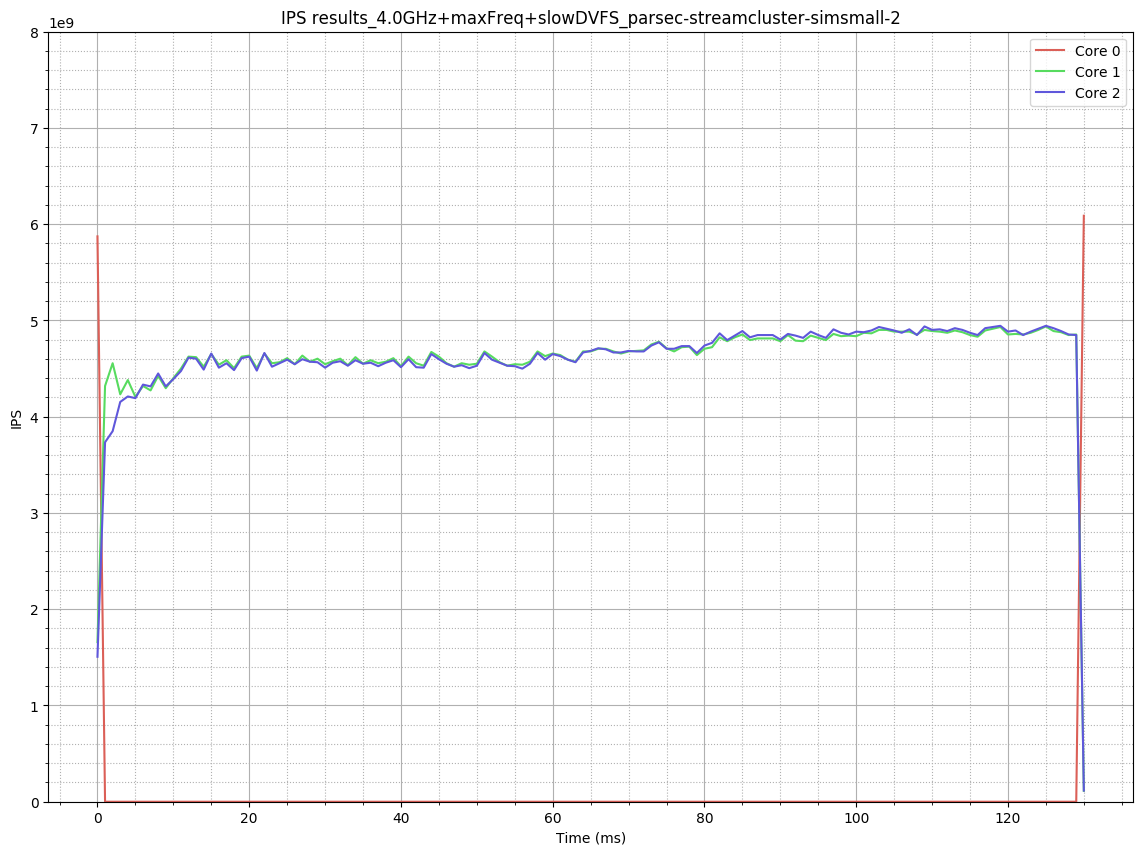 IPS results_4.0GHz+maxFreq+slowDVFS_parsec-streamcluster-simsmall-2
1e9
8
7
6
5
4
3
2
1
0
IPS
Core 0
Core 1
Core 2
0 20 40 60 80 100 120
Time (ms)